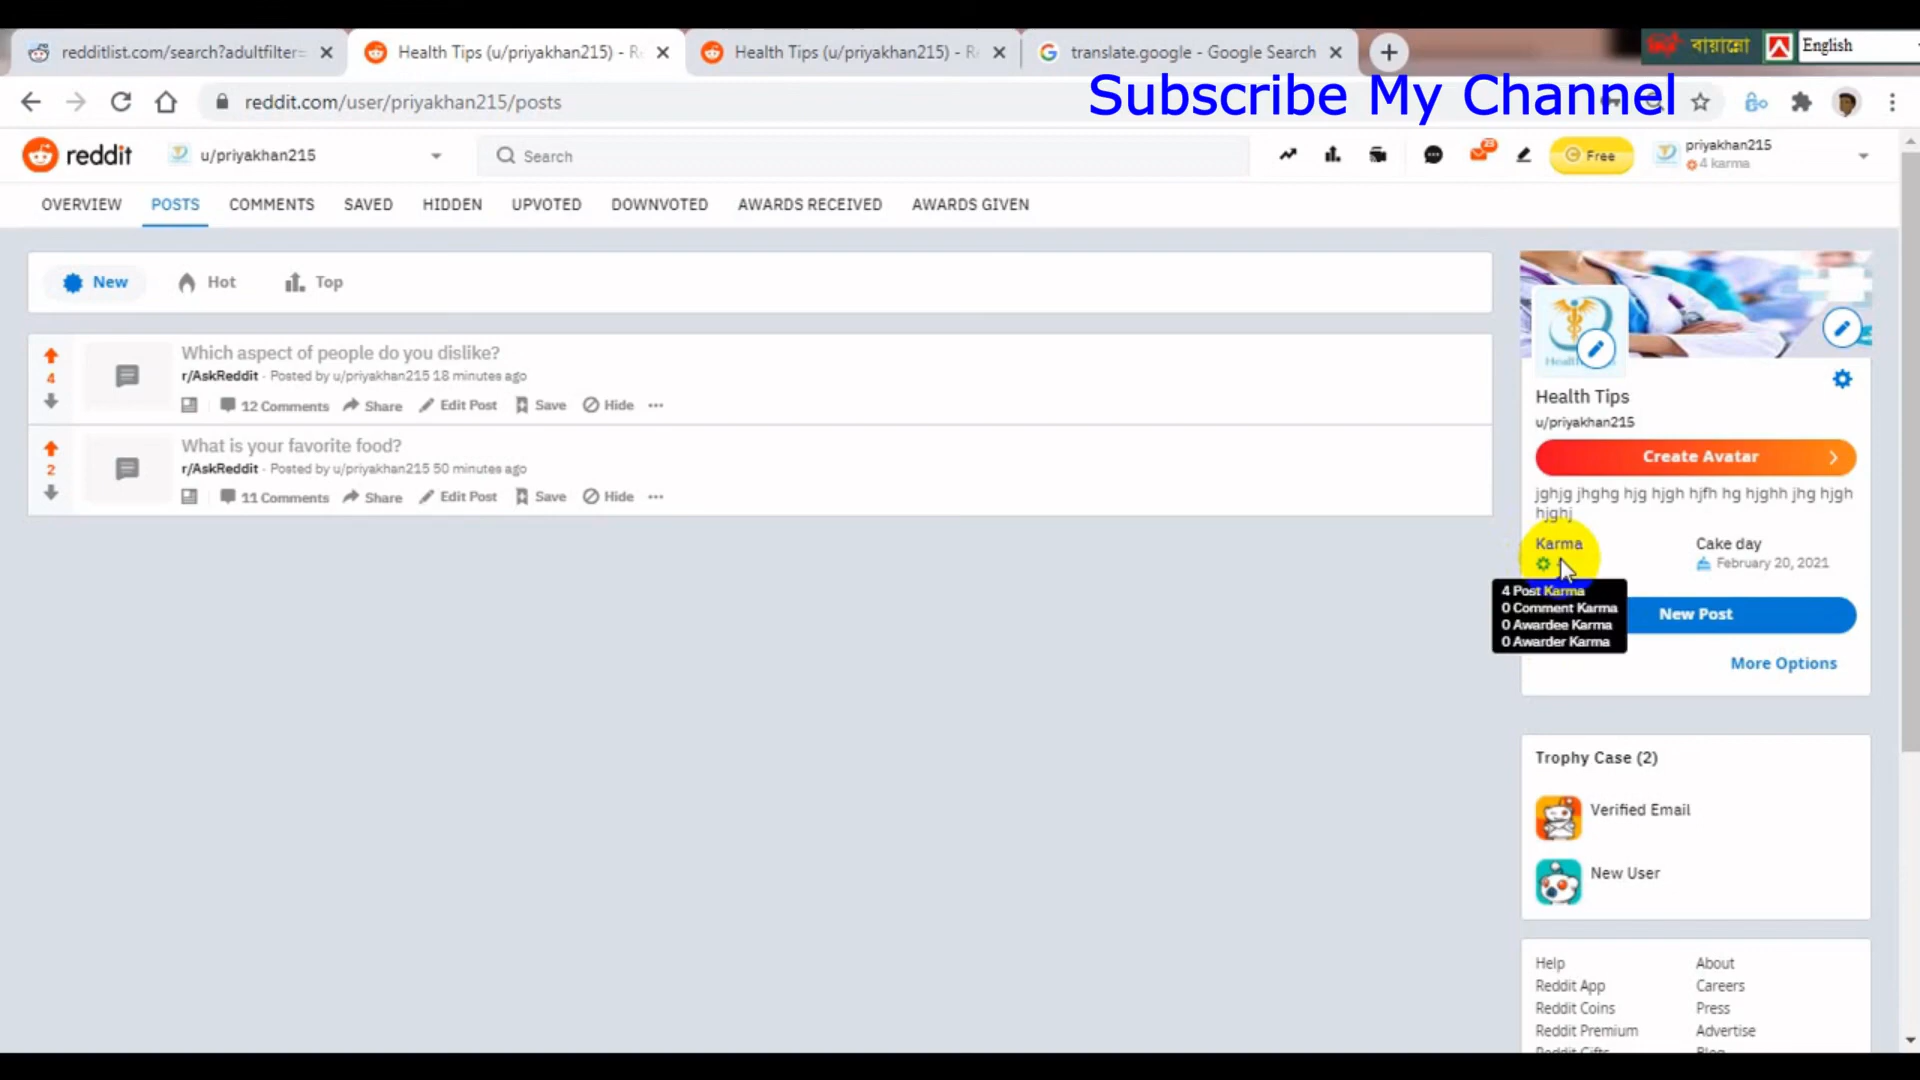 redditlist.com/search?adultfilter=
Health Tips (u/priyakhan215) - R
Health Tips (u/priyakhan215) - R
translate.google - Google Search
বায়ান্নো
English
reddit.com/user/priyakhan215/posts
Subscribe My Channel
reddit
u/priyakhan215
Search
23
Free
priyakhan215
4 karma
OVERVIEW
POSTS
COMMENTS
SAVED
HIDDEN
UPVOTED
DOWNVOTED
AWARDS RECEIVED
AWARDS GIVEN
New
Hot
Top
4
Which aspect of people do you dislike?
r/AskReddit · Posted by u/priyakhan215 18 minutes ago
12 Comments Share Edit Post Save Hide
2
What is your favorite food?
r/AskReddit · Posted by u/priyakhan215 50 minutes ago
11 Comments Share Edit Post Save Hide
Health Tips
u/priyakhan215
Create Avatar
jghjg jhghg hjg hjgh hjfh hg hjghh jhg hjgh
hjghj
Karma
Cake day
February 20, 2021
4 Post Karma
0 Comment Karma
0 Awardee Karma
0 Awarder Karma
New Post
More Options
Trophy Case (2)
Verified Email
New User
Help
About
Reddit App
Careers
Reddit Coins
Press
Reddit Premium
Advertise
Reddit Gifts
Blog